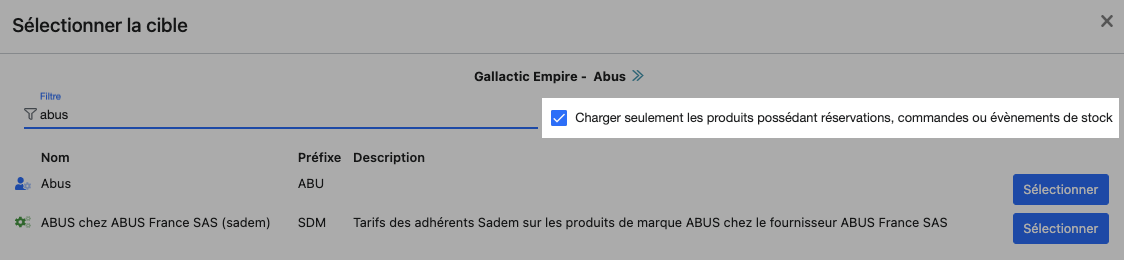 Sélectionner la cible
Gallactic Empire - Abus
Filtre
abus
Charger seulement les produits possédant réservations, commandes ou évènements de stock
Nom Préfixe Description
Abus ABU Sélectionner
ABUS chez ABUS France SAS (sadem) SDM Tarifs des adhérents Sadem sur les produits de marque ABUS chez le fournisseur ABUS France SAS Sélectionner